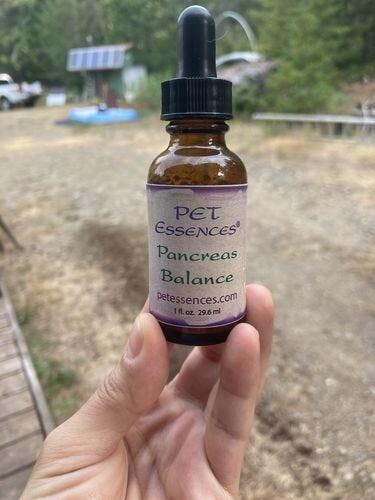 PET
ESSENCES®
Pancreas
Balance
petessences.com
1 fl. oz. 29.6 ml